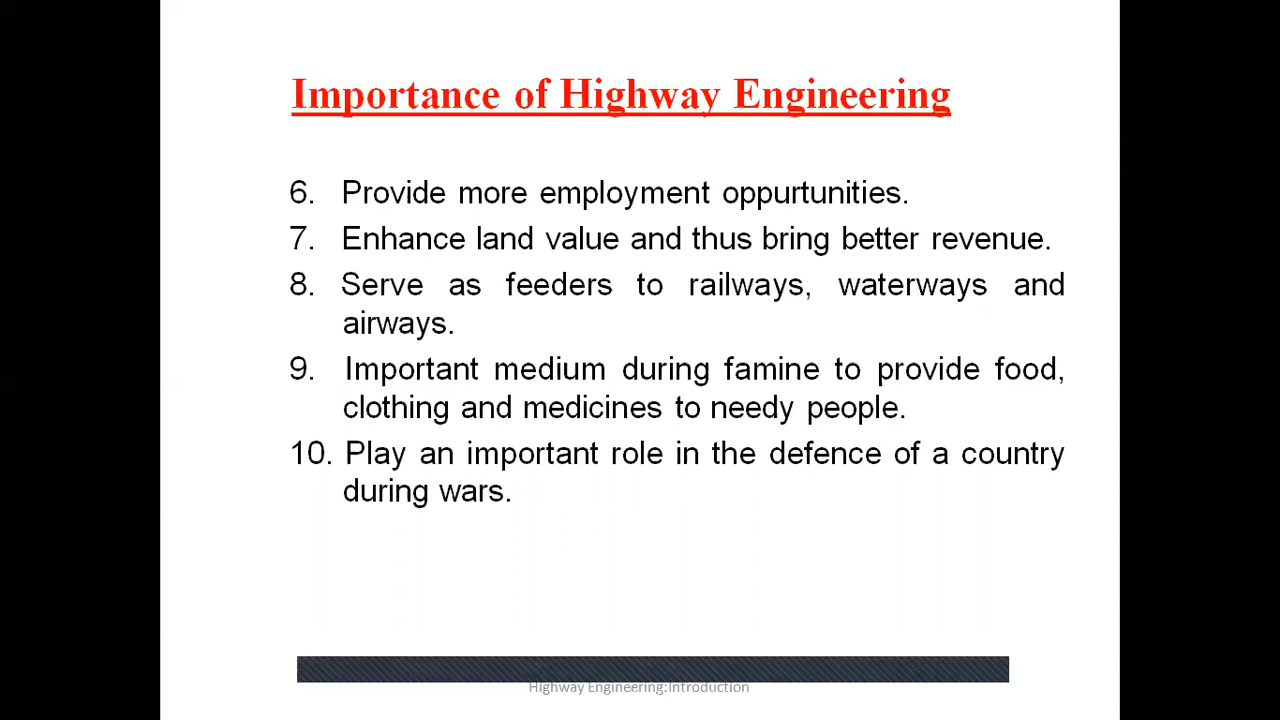 Importance of Highway Engineering
6. Provide more employment oppurtunities.
7. Enhance land value and thus bring better revenue.
8. Serve as feeders to railways, waterways and
airways.
9. Important medium during famine to provide food,
clothing and medicines to needy people.
10. Play an important role in the defence of a country
during wars.
Highway Engineering:Introduction